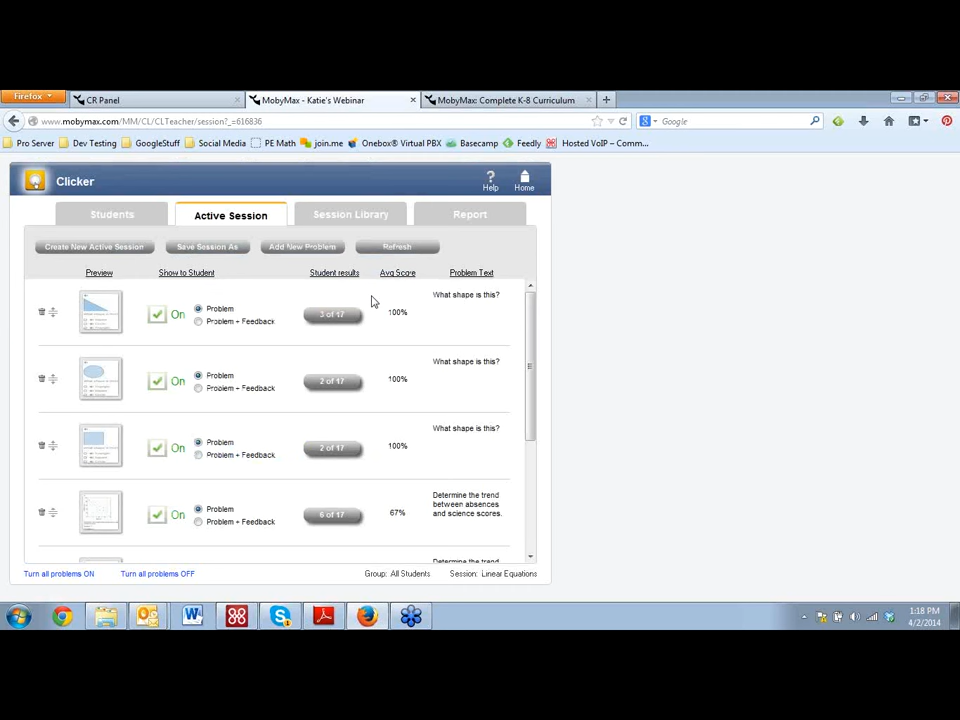 Firefox
CR Panel
MobyMax - Katie's Webinar
MobyMax: Complete K-8 Curriculum
www.mobymax.com/MM/CL/CLTeacher/session?_=616836
Google
Pro Server
Dev Testing
GoogleStuff
Social Media
PE Math
join.me
Onebox® Virtual PBX
Basecamp
Feedly
Hosted VoIP – Comm...
Clicker
Help
Home
Students
Active Session
Session Library
Report
Create New Active Session
Save Session As
Add New Problem
Refresh
Preview
Show to Student
Student results
Avg Score
Problem Text
On
Problem
Problem + Feedback
3 of 17
100%
What shape is this?
On
Problem
Problem + Feedback
2 of 17
100%
What shape is this?
On
Problem
Problem + Feedback
2 of 17
100%
What shape is this?
On
Problem
Problem + Feedback
6 of 17
67%
Determine the trend
between absences
and science scores.
Determine the trend
Turn all problems ON
Turn all problems OFF
Group: All Students
Session: Linear Equations
1:18 PM
4/2/2014